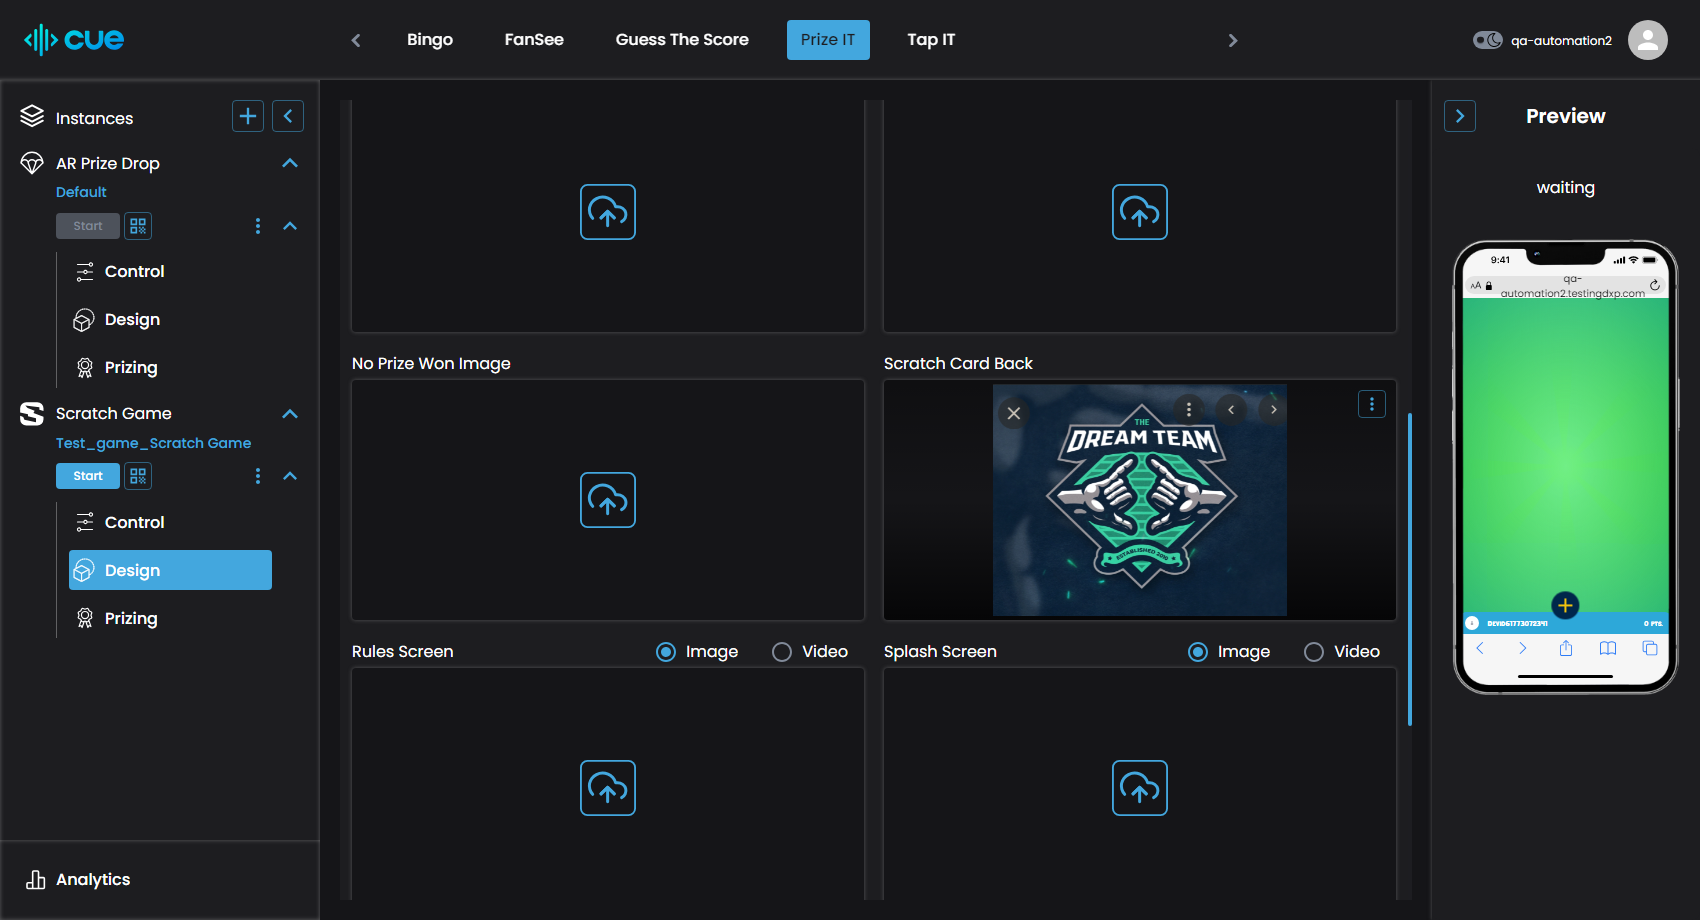 cue
Bingo
FanSee
Guess The Score
Prize IT
Tap IT
qa-automation2
Instances
AR Prize Drop
Default
Start
Control
Design
Prizing
Scratch Game
Test_game_Scratch Game
Start
Control
Design
Prizing
Analytics
No Prize Won Image
Scratch Card Back
THE
DREAM TEAM
ESTABLISHED 2010
Rules Screen
Image
Video
Splash Screen
Image
Video
Preview
waiting
9:41
AA
qa-
automation2.testingdxp.com
DEVID61773072391
0 PTS.